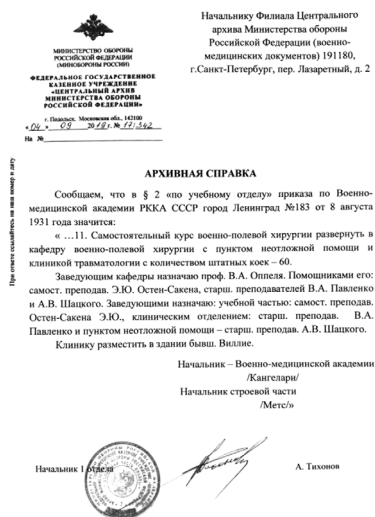 МИНИСТЕРСТВО ОБОРОНЫ
РОССИЙСКОЙ ФЕДЕРАЦИИ
(МИНОБОРОНЫ РОССИИ)
ФЕДЕРАЛЬНОЕ ГОСУДАРСТВЕННОЕ
КАЗЕННОЕ УЧРЕЖДЕНИЕ
«ЦЕНТРАЛЬНЫЙ АРХИВ
МИНИСТЕРСТВА ОБОРОНЫ
РОССИЙСКОЙ ФЕДЕРАЦИИ»
г. Подольск. Московская обл., 142100
«04» 09 2019 г. №
На №
Начальнику Филиала Центрального
архива Министерства обороны
Российской Федерации (военно-
медицинских документов) 191180,
г.Санкт-Петербург, пер. Лазаретный, д. 2
При ответе ссылайтесь на наш номер и дату
АРХИВНАЯ СПРАВКА
Сообщаем, что в § 2 «по учебному отделу» приказа по Военно-
медицинской академии РККА СССР город Ленинград №183 от 8 августа
1931 года значится:
« …11. Самостоятельный курс военно-полевой хирургии развернуть в
кафедру военно-полевой хирургии с пунктом неотложной помощи и
клиникой травматологии с количеством штатных коек – 60.
Заведующим кафедры назначаю проф. В.А. Оппеля. Помощниками его:
самост. преподав. Э.Ю. Остен-Сакена, старш. преподавателей В.А. Павленко
и А.В. Шацкого. Заведующими назначаю: учебной частью: самост. преподав.
Остен-Сакена Э.Ю., клиническим отделением: старш. преподав. В.А.
Павленко и пунктом неотложной помощи – старш. преподав. А.В. Шацкого.
Клинику разместить в здании бывш. Виллие.
Начальник – Военно-медицинской академии
/Кангелари/
Начальник строевой части
/Метс/»
Начальник 1 отдела
А. Тихонов